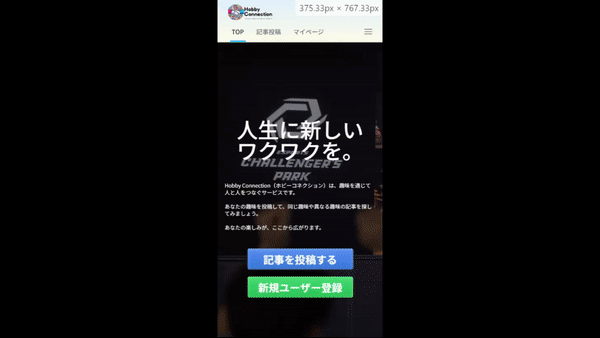 Hobby
Connection
375.33px × 767.33px
TOP 記事投稿 マイページ
人生に新しい
ワクワクを。
CHALLENGER'S
PARK
Hobby Connection（ホビーコネクション）は、趣味を通じて
人と人をつなぐサービスです。
あなたの趣味を投稿して、同じ趣味や異なる趣味の記事を探し
てみましょう。
あなたの楽しみが、ここから広がります。
記事を投稿する
新規ユーザー登録